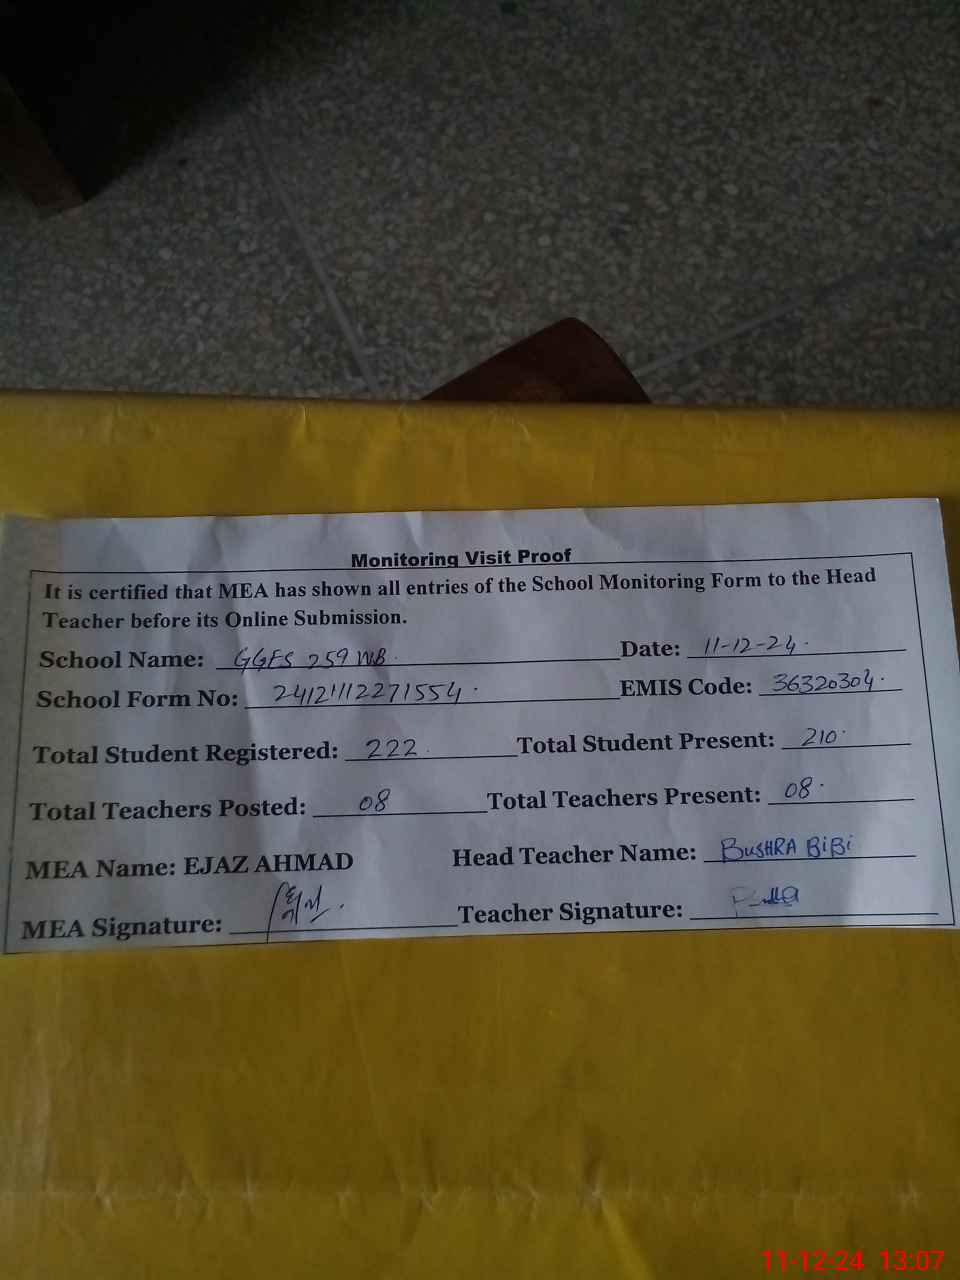 Monitoring Visit Proof
It is certified that MEA has shown all entries of the School Monitoring Form to the Head
Teacher before its Online Submission.
School Name: GGES 259 WB. Date: 11-12-24.
School Form No: 24121112271554. EMIS Code: 36320304.
Total Student Registered: 222. Total Student Present: 210.
Total Teachers Posted: 08 Total Teachers Present: 08.
MEA Name: EJAZ AHMAD Head Teacher Name: BUSHRA BiBi
MEA Signature: Teacher Signature:
11-12-24 13:07